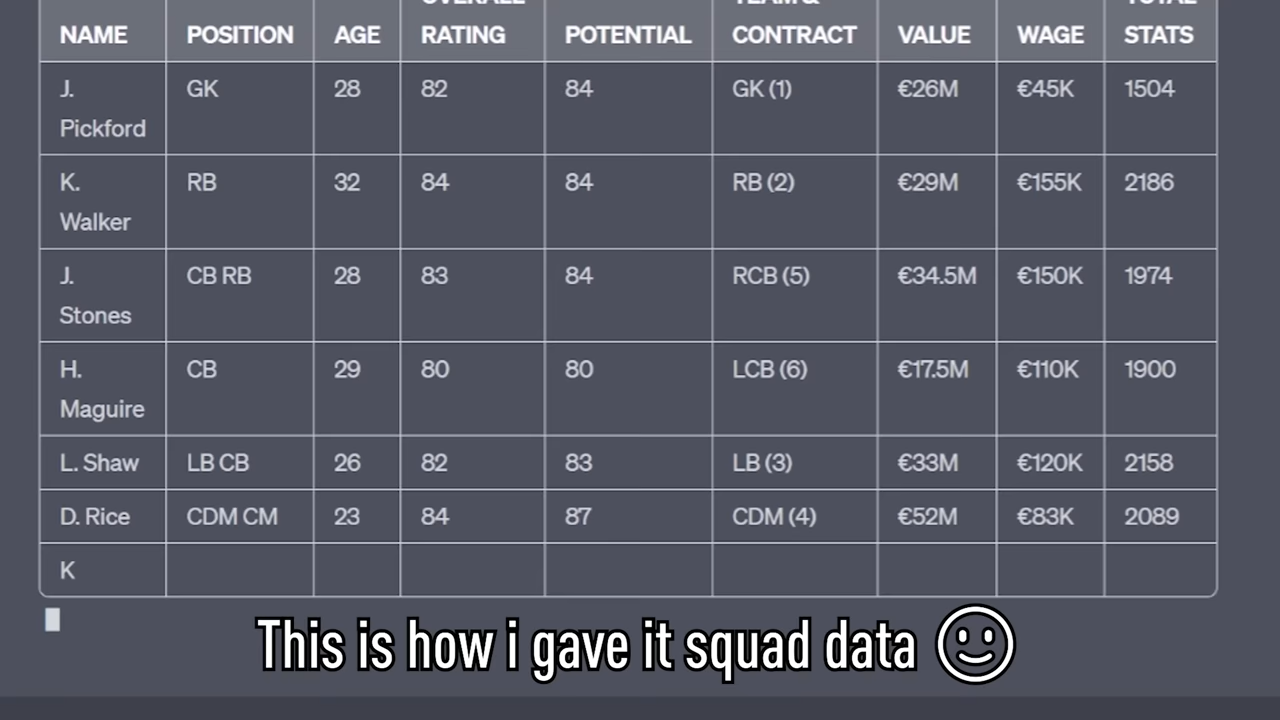 NAME POSITION AGE RATING POTENTIAL CONTRACT VALUE WAGE STATS
J. GK 28 82 84 GK (1) €26M €45K 1504
Pickford
K. RB 32 84 84 RB (2) €29M €155K 2186
Walker
J. CB RB 28 83 84 RCB (5) €34.5M €150K 1974
Stones
H. CB 29 80 80 LCB (6) €17.5M €110K 1900
Maguire
L. Shaw LB CB 26 82 83 LB (3) €33M €120K 2158
D. Rice CDM CM 23 84 87 CDM (4) €52M €83K 2089
K
This is how i gave it squad data